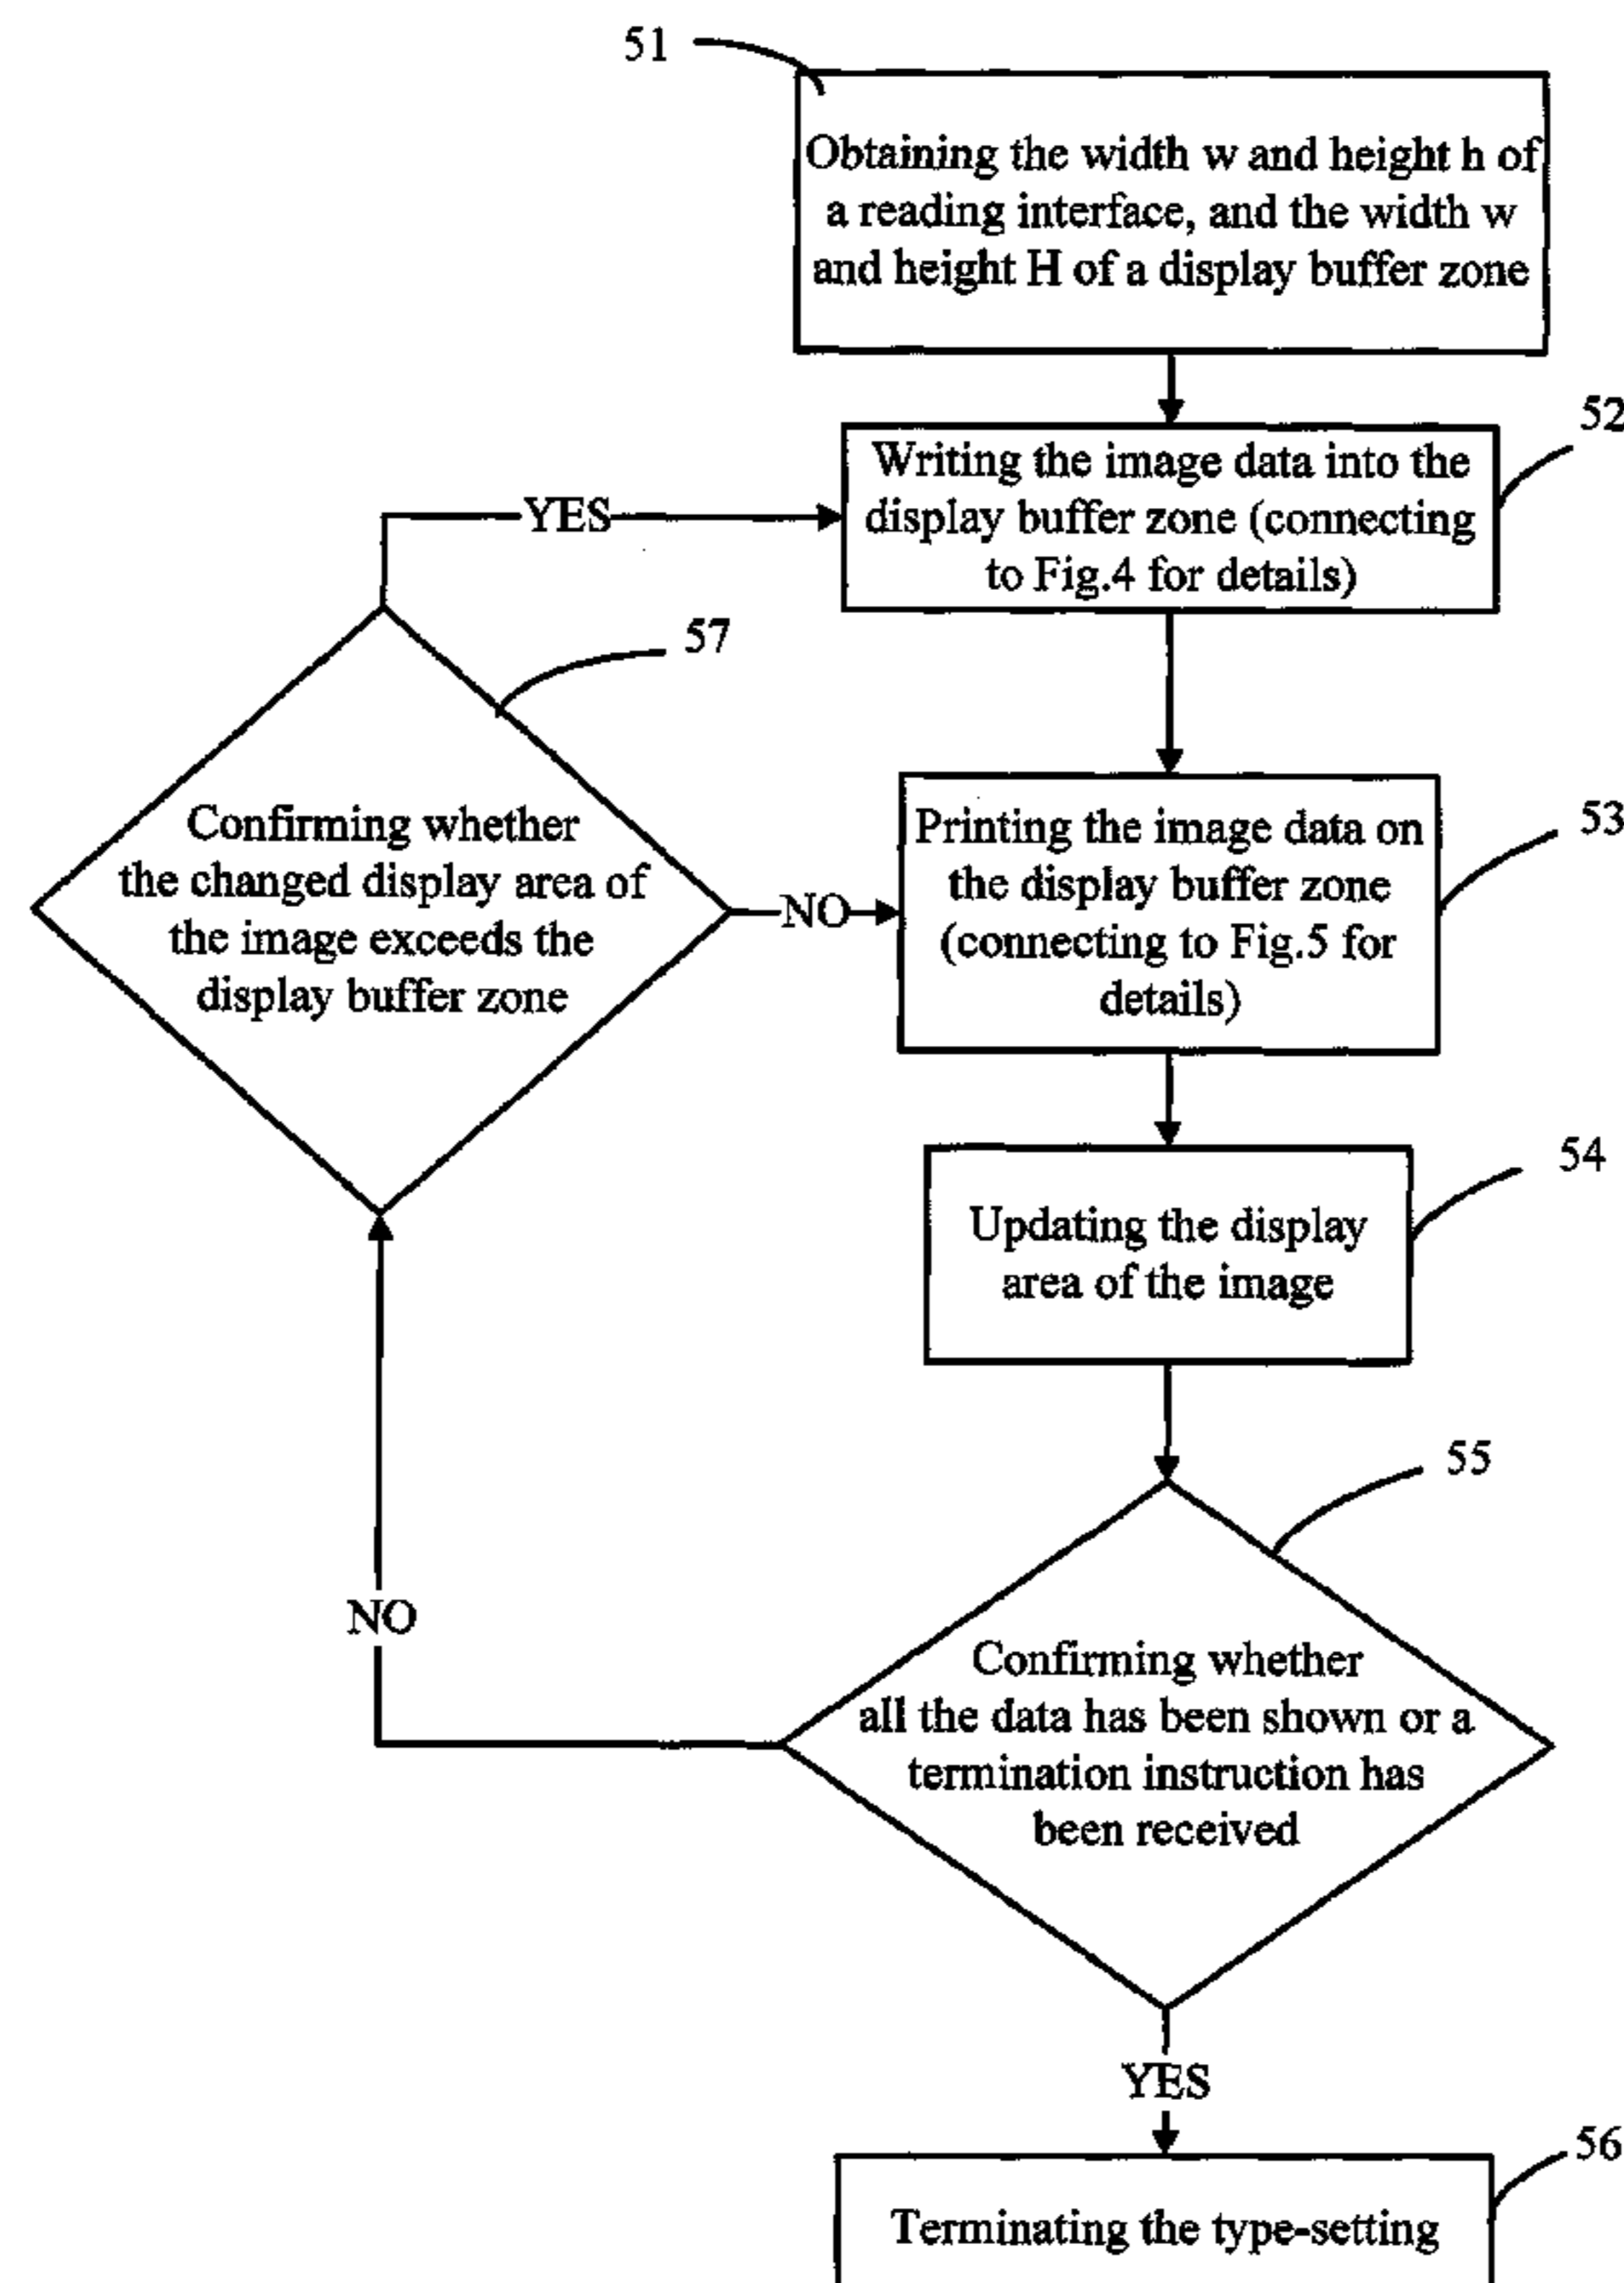 51
Obtaining the width w and height h of
a reading interface, and the width w
and height H of a display buffer zone
52
Writing the image data into the
display buffer zone (connecting
to Fig.4 for details)
YES
57
Confirming whether
the changed display area of
the image exceeds the
display buffer zone
NO
53
Printing the image data on
the display buffer zone
(connecting to Fig.5 for
details)
54
Updating the display
area of the image
55
Confirming whether
all the data has been shown or a
termination instruction has
been received
NO
YES
56
Terminating the type-setting